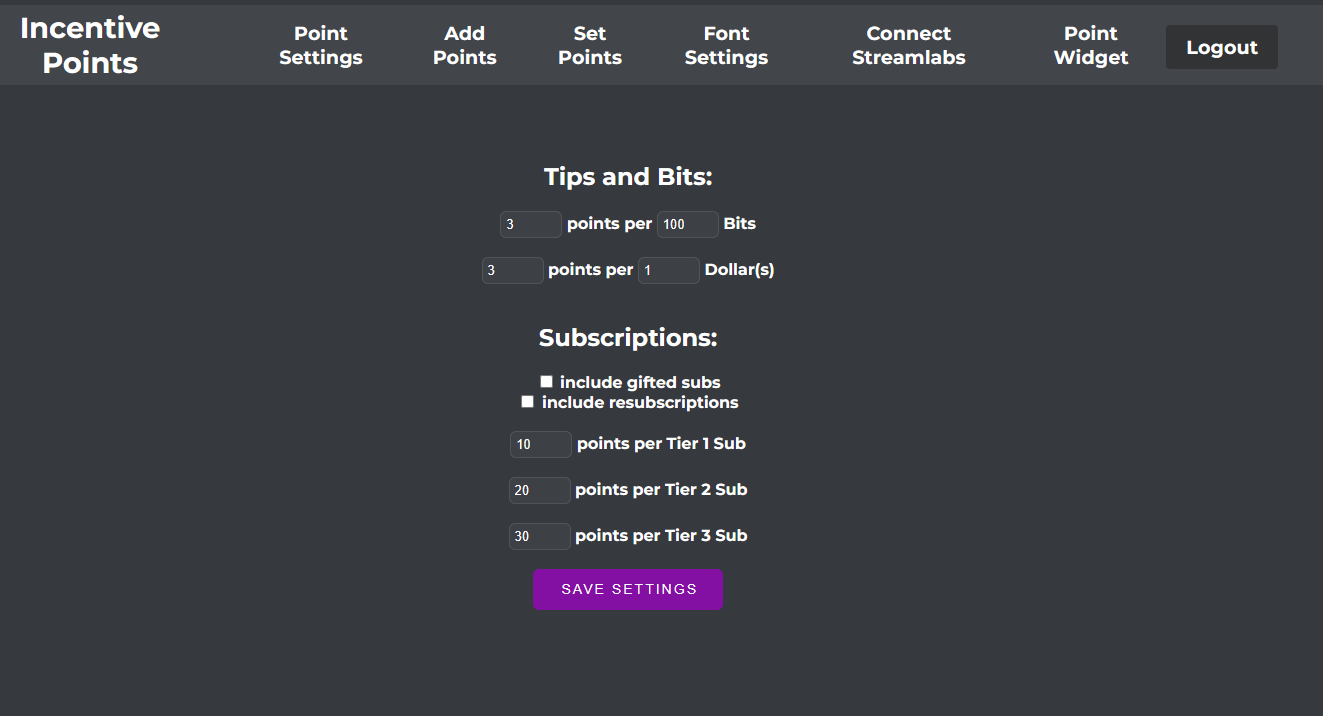 Incentive
Points
Point
Settings
Add
Points
Set
Points
Font
Settings
Connect
Streamlabs
Point
Widget
Logout
Tips and Bits:
3 points per 100 Bits
3 points per 1 Dollar(s)
Subscriptions:
include gifted subs
include resubscriptions
10 points per Tier 1 Sub
20 points per Tier 2 Sub
30 points per Tier 3 Sub
SAVE SETTINGS